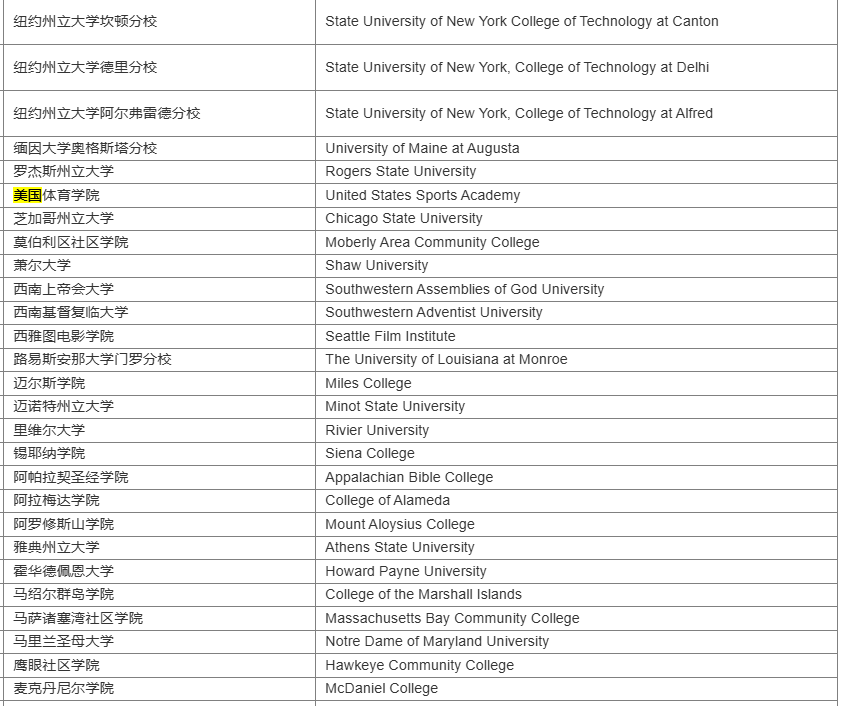 纽约州立大学坎顿分校 State University of New York College of Technology at Canton
纽约州立大学德里分校 State University of New York, College of Technology at Delhi
纽约州立大学阿尔弗雷德分校 State University of New York, College of Technology at Alfred
缅因大学奥格斯塔分校 University of Maine at Augusta
罗杰斯州立大学 Rogers State University
美国体育学院 United States Sports Academy
芝加哥州立大学 Chicago State University
莫伯利区社区学院 Moberly Area Community College
萧尔大学 Shaw University
西南上帝会大学 Southwestern Assemblies of God University
西南基督复临大学 Southwestern Adventist University
西雅图电影学院 Seattle Film Institute
路易斯安那大学门罗分校 The University of Louisiana at Monroe
迈尔斯学院 Miles College
迈诺特州立大学 Minot State University
里维尔大学 Rivier University
锡耶纳学院 Siena College
阿帕拉契圣经学院 Appalachian Bible College
阿拉梅达学院 College of Alameda
阿罗修斯山学院 Mount Aloysius College
雅典州立大学 Athens State University
霍华德佩恩大学 Howard Payne University
马绍尔群岛学院 College of the Marshall Islands
马萨诸塞湾社区学院 Massachusetts Bay Community College
马里兰圣母大学 Notre Dame of Maryland University
鹰眼社区学院 Hawkeye Community College
麦克丹尼尔学院 McDaniel College